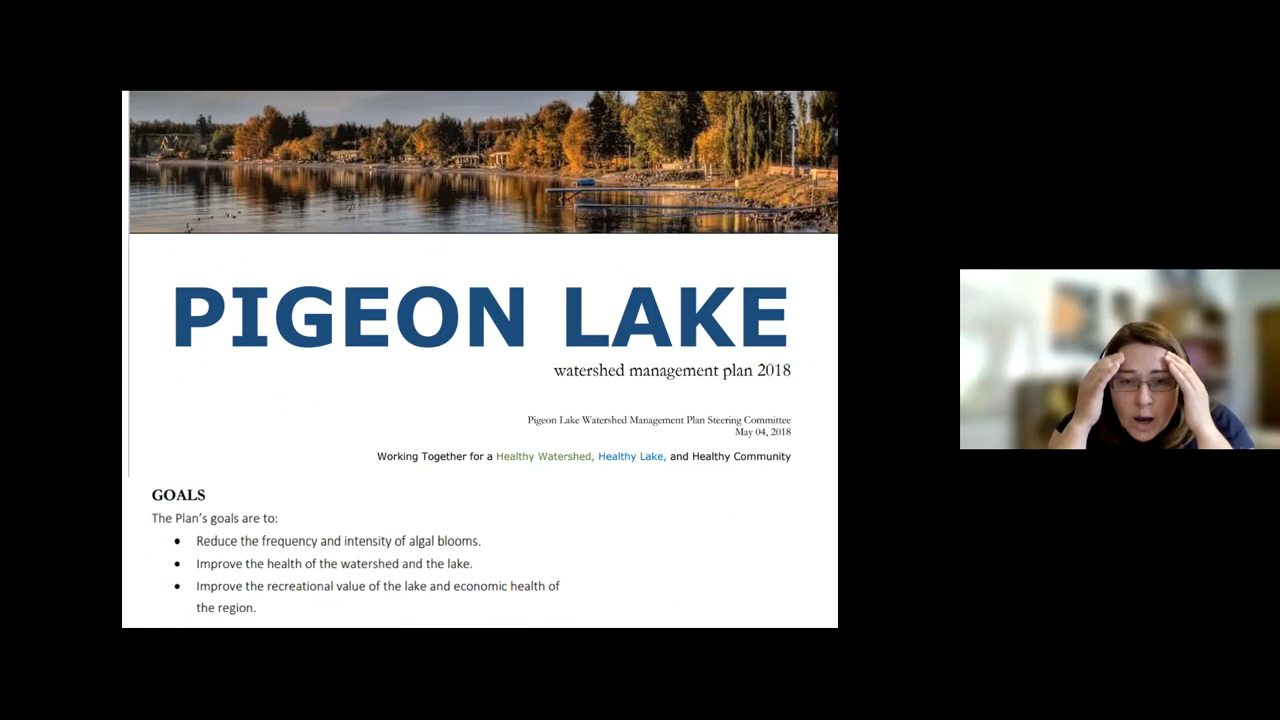 PIGEON LAKE
watershed management plan 2018
Pigeon Lake Watershed Management Plan Steering Committee
May 04, 2018
Working Together for a Healthy Watershed, Healthy Lake, and Healthy Community
GOALS
The Plan's goals are to:
• Reduce the frequency and intensity of algal blooms.
• Improve the health of the watershed and the lake.
• Improve the recreational value of the lake and economic health of
the region.